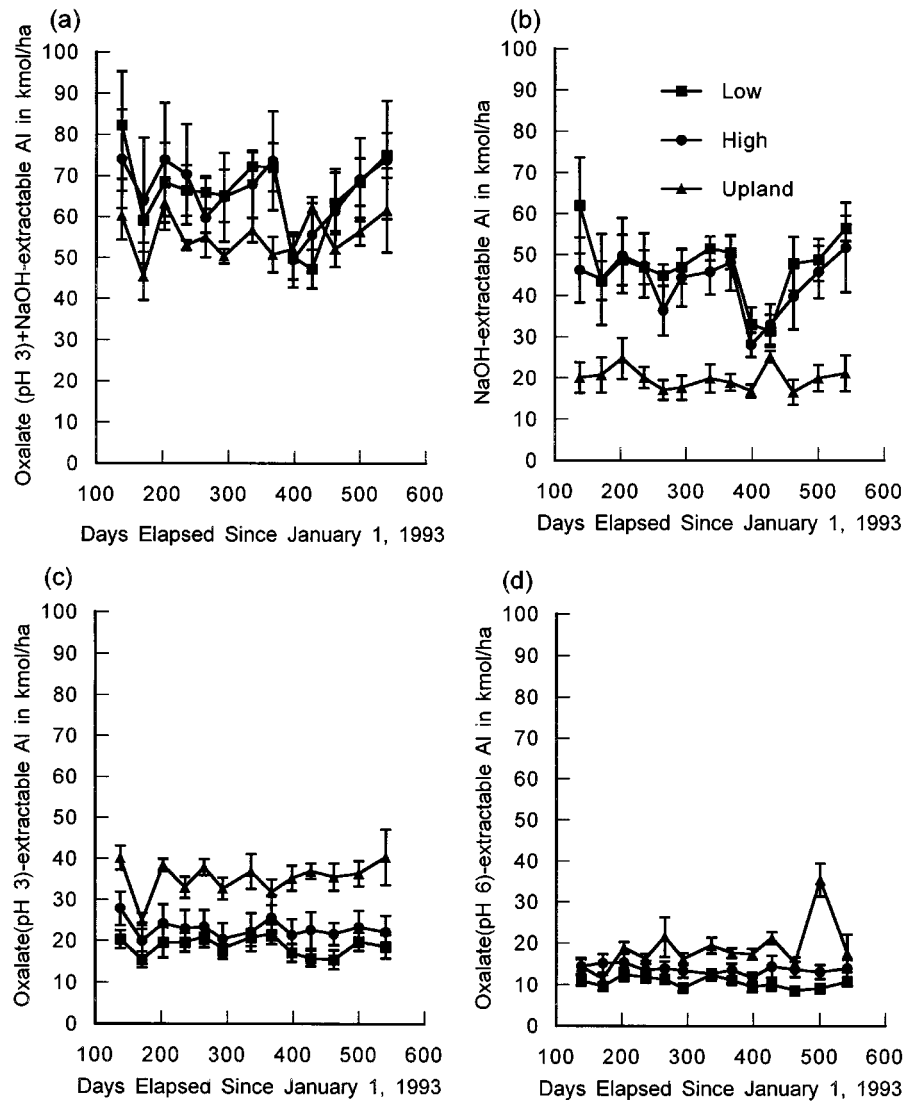 (a)
Oxalate (pH 3)+NaOH-extractable Al in kmol/ha
100
90
80
70
60
50
40
30
20
10
0
100 200 300 400 500 600
Days Elapsed Since January 1, 1993
(b)
NaOH-extractable Al in kmol/ha
100
90
80
70
60
50
40
30
20
10
0
Low
High
Upland
100 200 300 400 500 600
Days Elapsed Since January 1, 1993
(c)
Oxalate(pH 3)-extractable Al in kmol/ha
100
90
80
70
60
50
40
30
20
10
0
100 200 300 400 500 600
Days Elapsed Since January 1, 1993
(d)
Oxalate(pH 6)-extractable Al in kmol/ha
100
90
80
70
60
50
40
30
20
10
0
100 200 300 400 500 600
Days Elapsed Since January 1, 1993